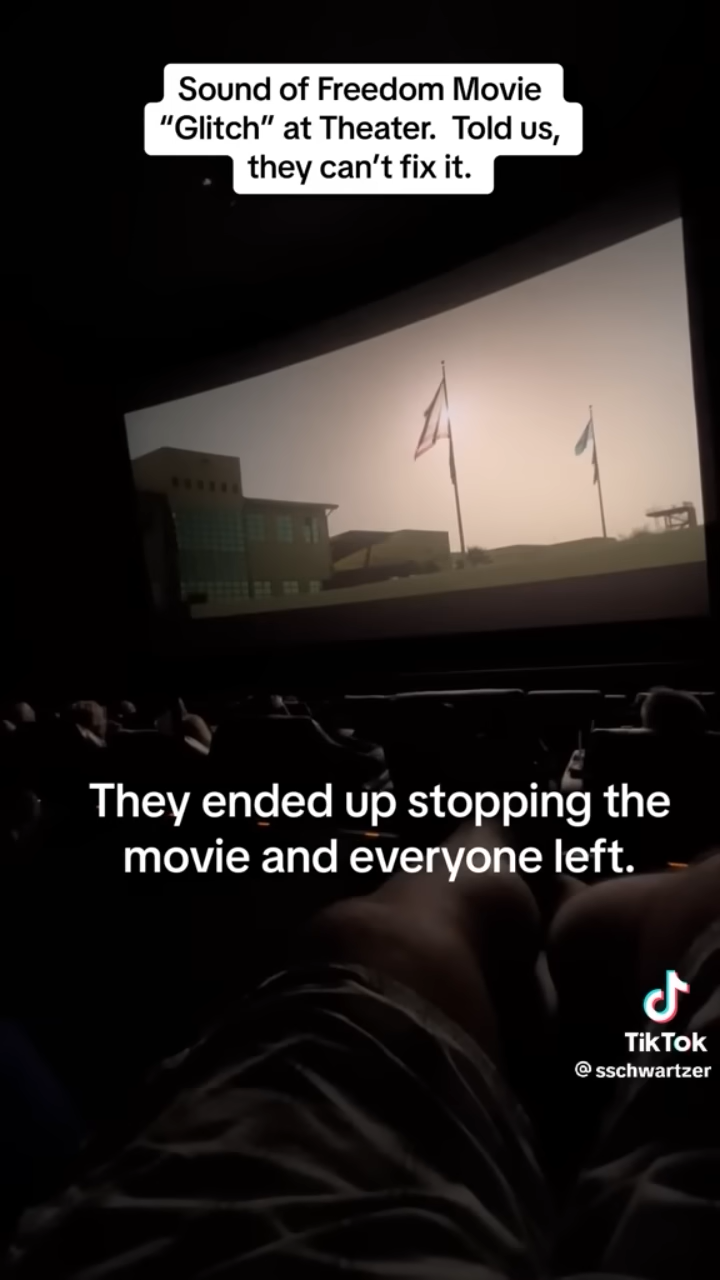 Sound of Freedom Movie
“Glitch” at Theater.  Told us,
they can’t fix it.
They ended up stopping the
movie and everyone left.
TikTok
@sschwartzer